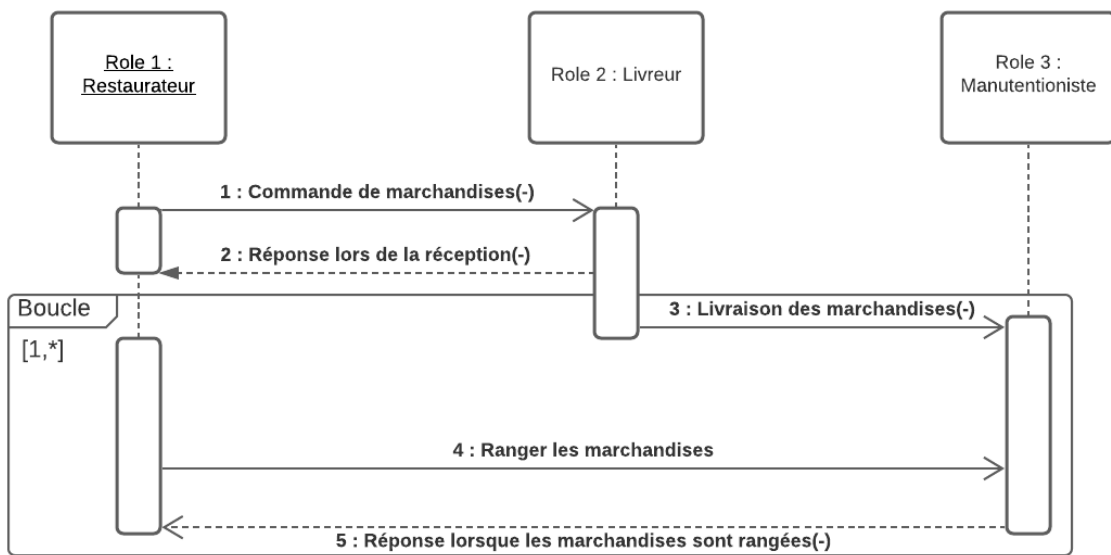 Role 1 :
Restaurateur
Role 2 : Livreur
Role 3 :
Manutentioniste
1 : Commande de marchandises(-)
2 : Réponse lors de la réception(-)
Boucle
3 : Livraison des marchandises(-)
[1,*]
4 : Ranger les marchandises
5 : Réponse lorsque les marchandises sont rangées(-)